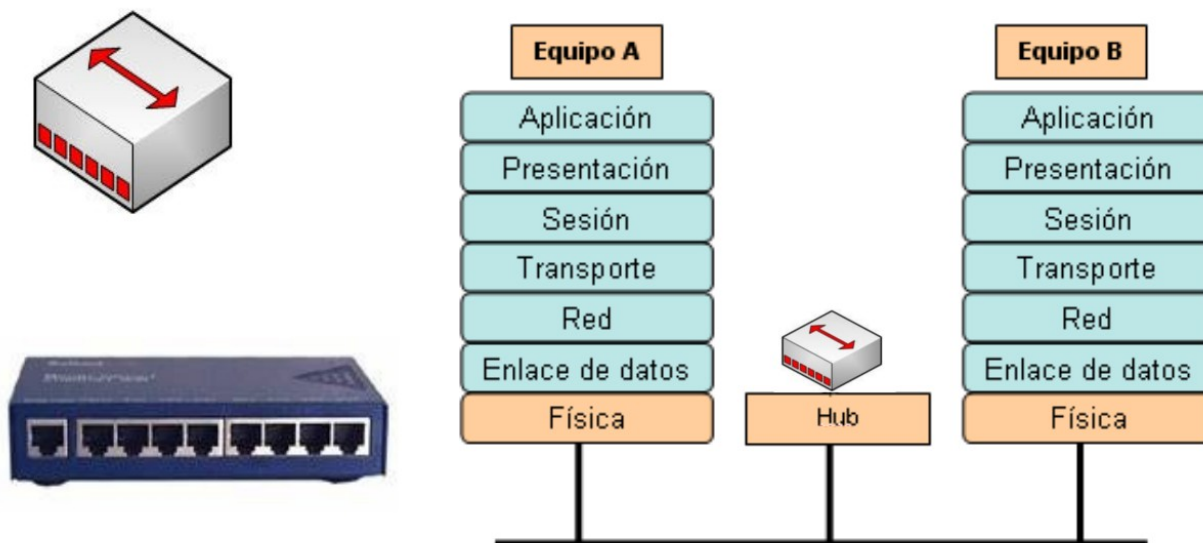 Equipo A
Aplicación
Presentación
Sesión
Transporte
Red
Enlace de datos
Física
Hub
Equipo B
Aplicación
Presentación
Sesión
Transporte
Red
Enlace de datos
Física